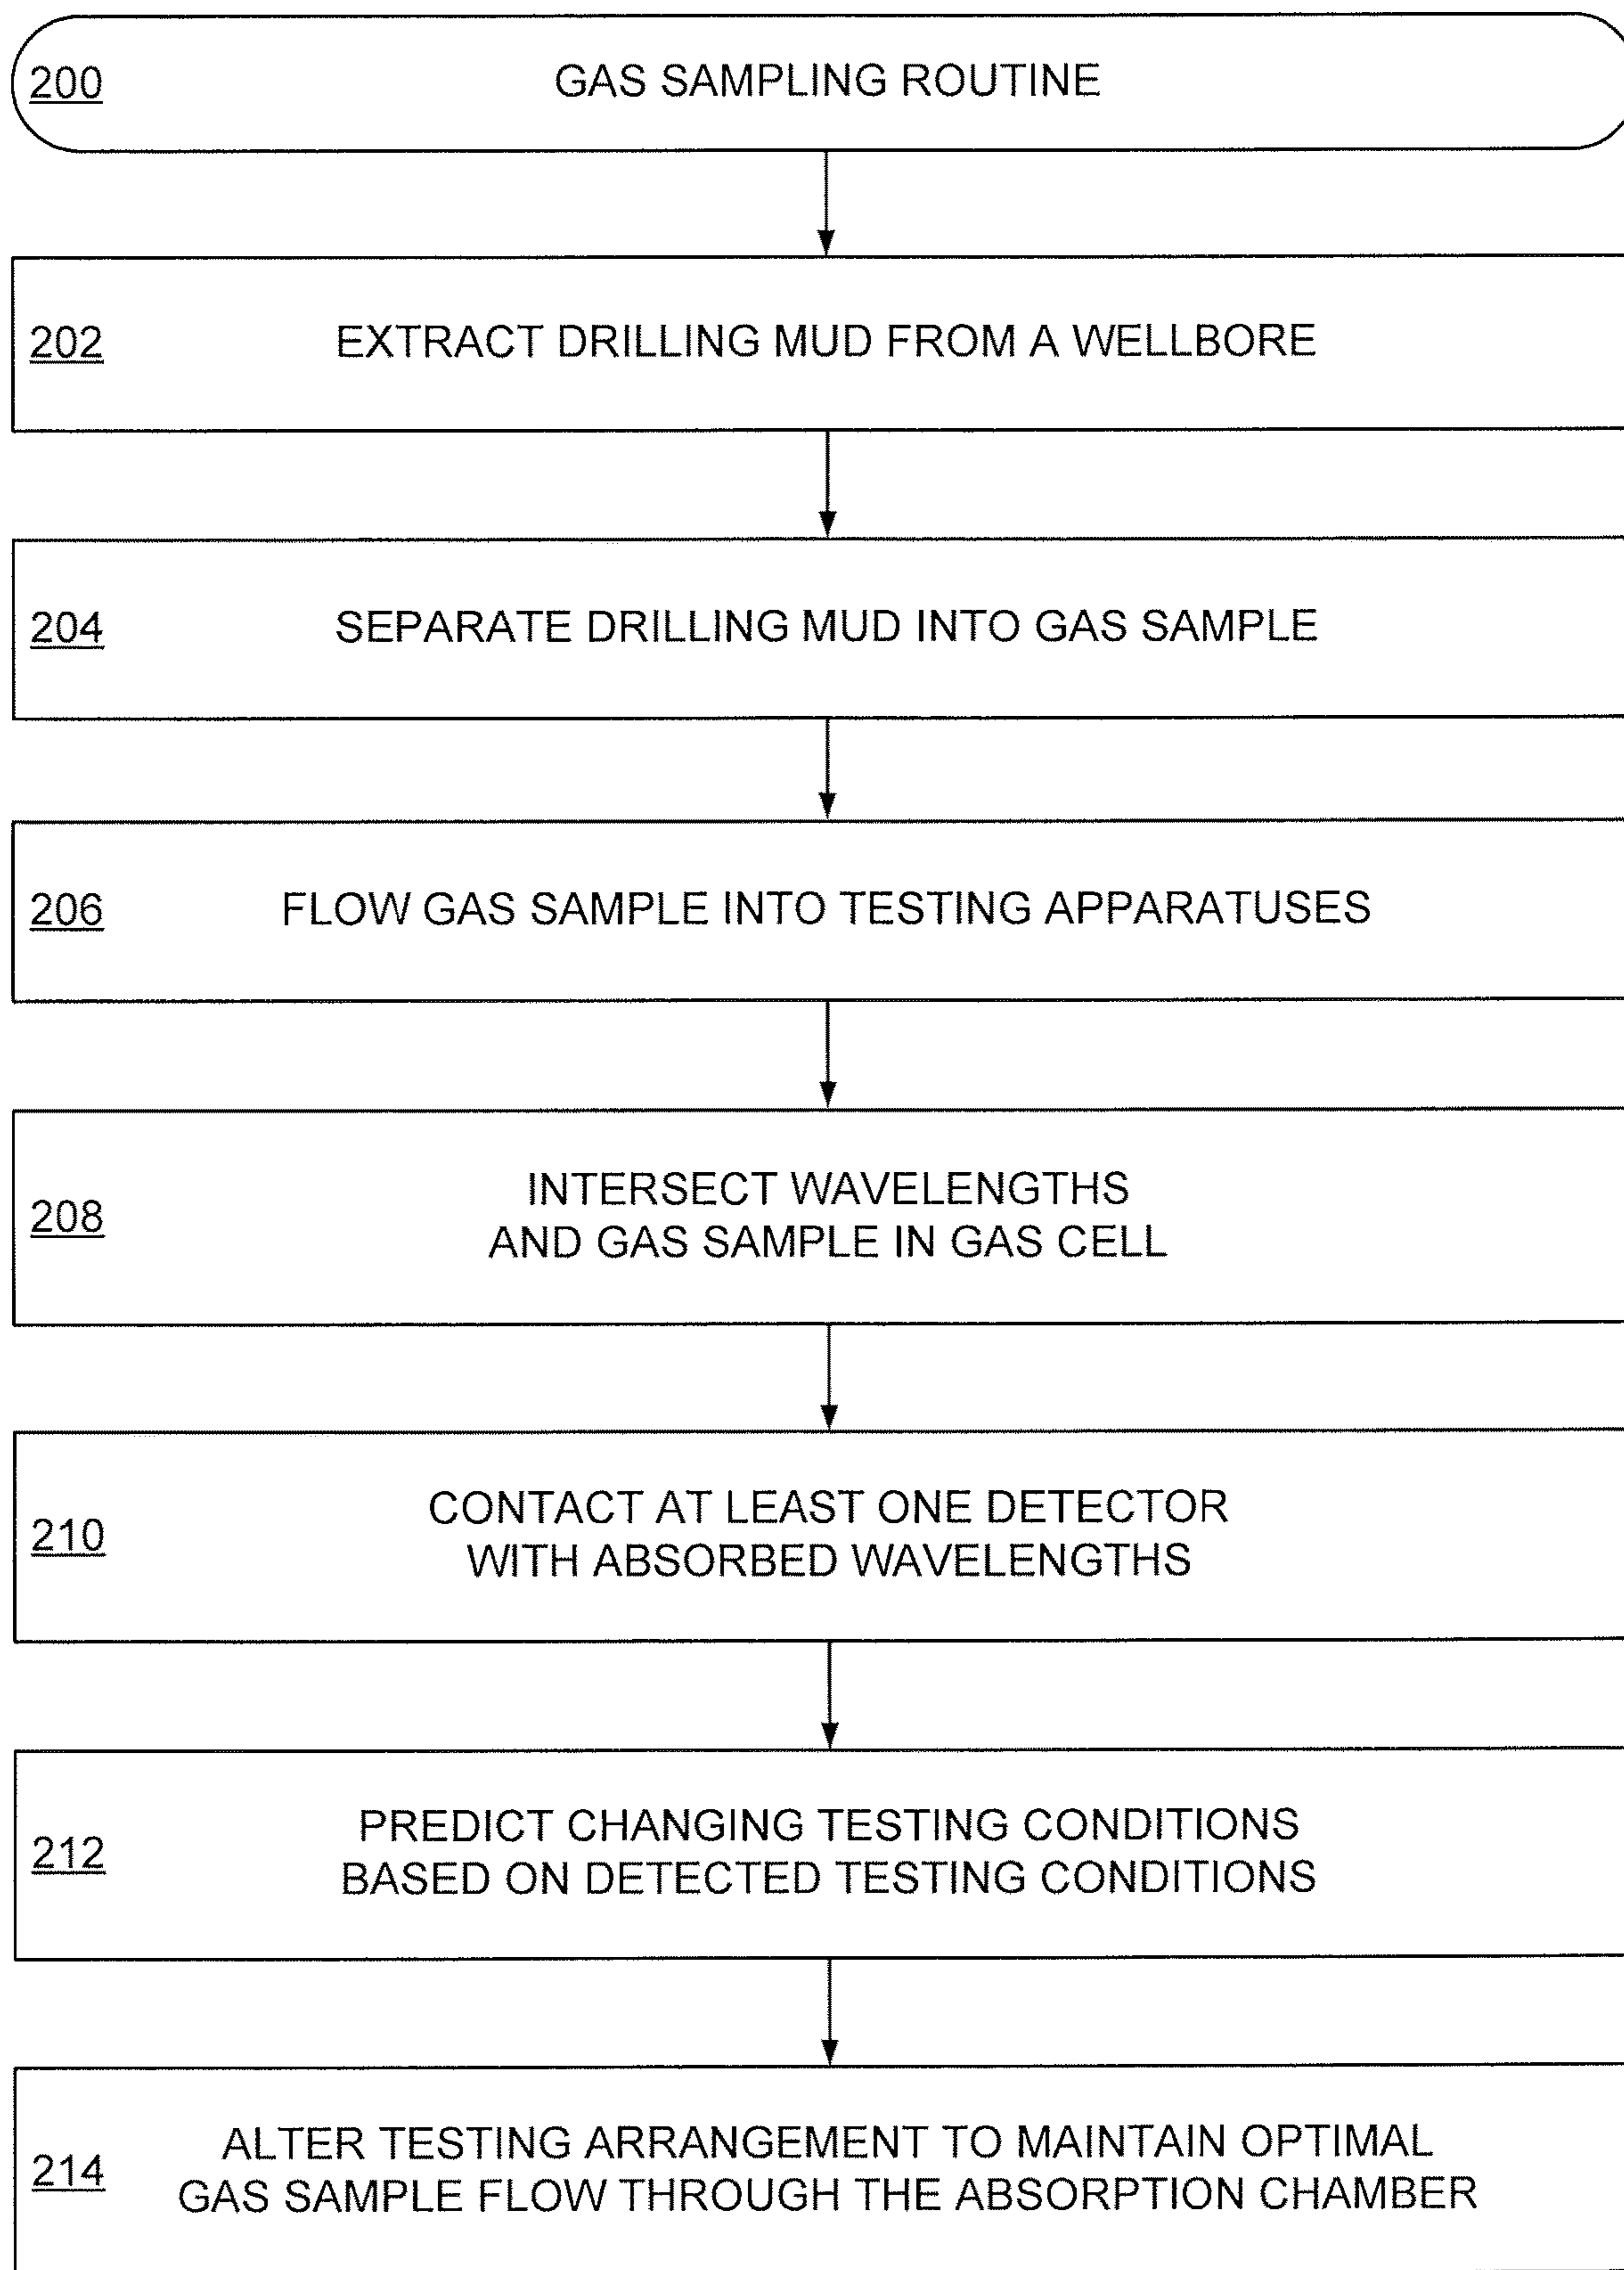 200 GAS SAMPLING ROUTINE
202 EXTRACT DRILLING MUD FROM A WELLBORE
204 SEPARATE DRILLING MUD INTO GAS SAMPLE
206 FLOW GAS SAMPLE INTO TESTING APPARATUSES
208
INTERSECT WAVELENGTHS
AND GAS SAMPLE IN GAS CELL
210
CONTACT AT LEAST ONE DETECTOR
WITH ABSORBED WAVELENGTHS
212
PREDICT CHANGING TESTING CONDITIONS
BASED ON DETECTED TESTING CONDITIONS
214
ALTER TESTING ARRANGEMENT TO MAINTAIN OPTIMAL
GAS SAMPLE FLOW THROUGH THE ABSORPTION CHAMBER